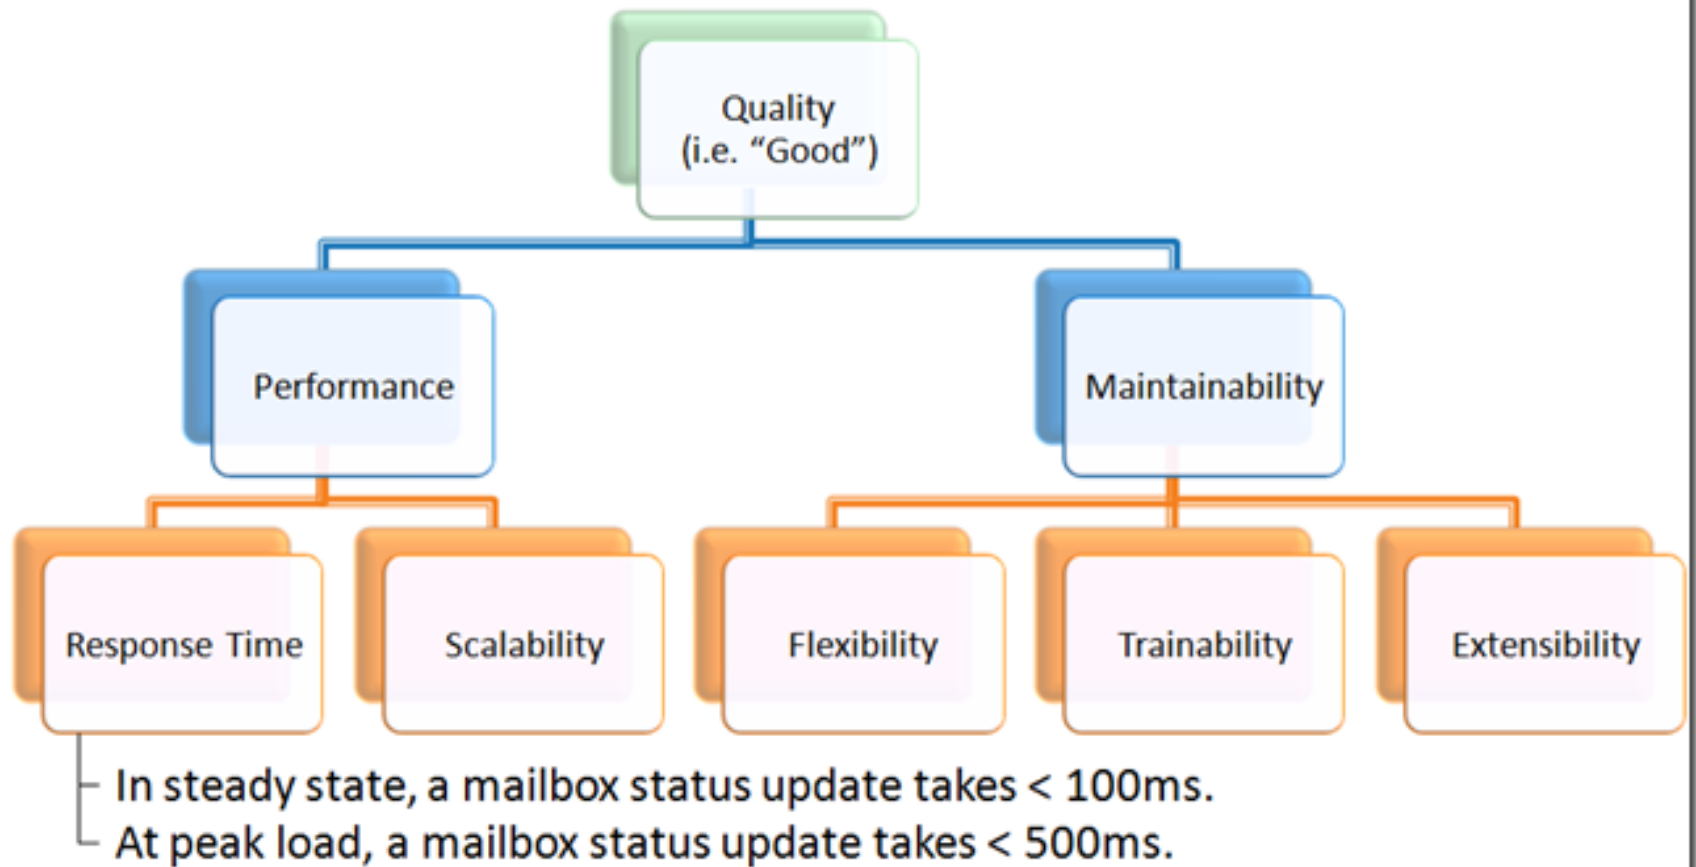 Quality
(i.e. “Good”)
Performance
Maintainability
Response Time
Scalability
Flexibility
Trainability
Extensibility
In steady state, a mailbox status update takes < 100ms.
At peak load, a mailbox status update takes < 500ms.